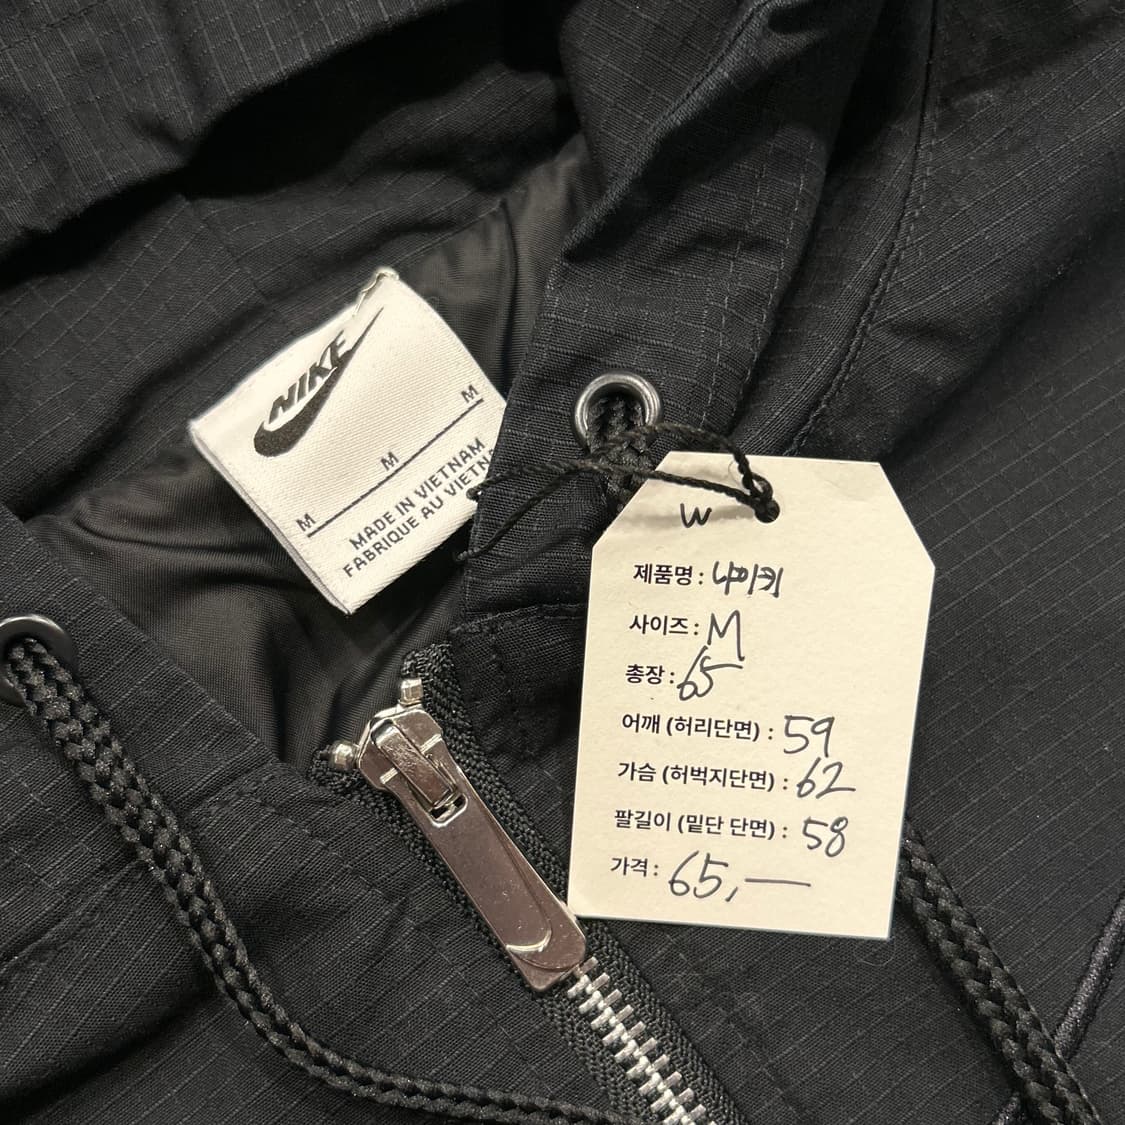 NIKE
M M M
MADE IN VIETNAM
FABRIQUE AU VIETN
W
제품명 : 나이키
사이즈 : M
총장 : 65
어깨 (허리단면) : 59
가슴 (허벅지단면) : 62
팔길이 (밑단 단면) : 58
가격 : 65,—